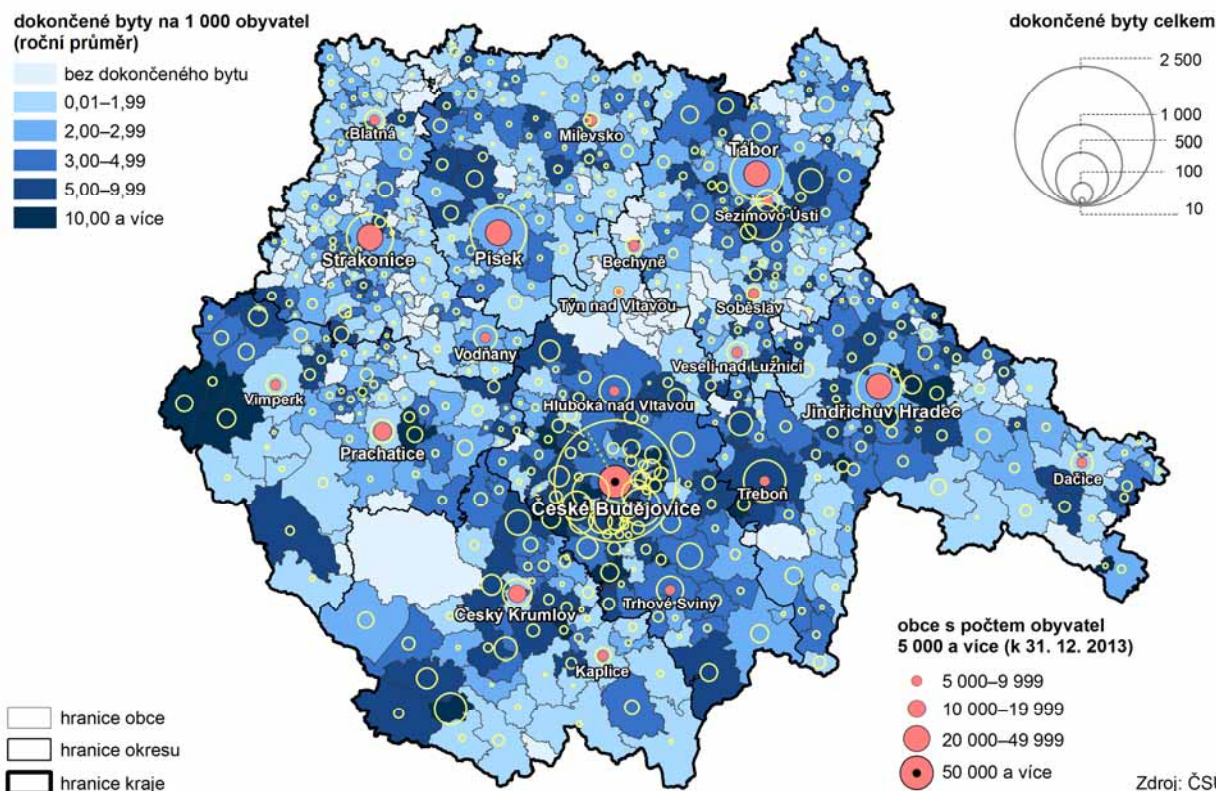 dokončené byty na 1 000 obyvatel
(roční průměr)
bez dokončeného bytu
0,01–1,99
2,00–2,99
3,00–4,99
5,00–9,99
10,00 a více
dokončené byty celkem
2 500
1 000
500
100
10
Blatná
Milevsko
Tábor
Sezimovo Ústí
Strakonice
Písek
Bechyně
Týn nad Vltavou
Soběslav
Vodňany
Veselí nad Lužnicí
Vimperk
Hluboká nad Vltavou
Jindřichův Hradec
Prachatice
Dačice
Třeboň
České Budějovice
Český Krumlov
Trhové Sviny
Kaplice
obce s počtem obyvatel
5 000 a více (k 31. 12. 2013)
5 000–9 999
10 000–19 999
20 000–49 999
50 000 a více
hranice obce
hranice okresu
hranice kraje
Zdroj: ČSÚ